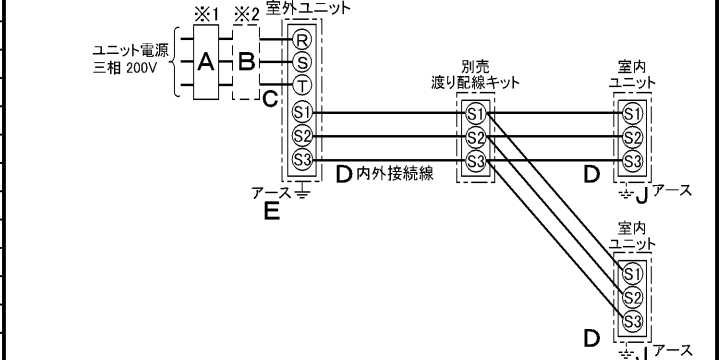 ※1 ※2 室外ユニット
ユニット電源
三相 200V
A
B
C
R
S
T
S1
S2
S3
D 内外接続線
アース
E
別売
渡り配線キット
S1
S2
S3
室内
ユニット
S1
S2
S3
D
J アース
室内
ユニット
S1
S2
S3
D
J アース